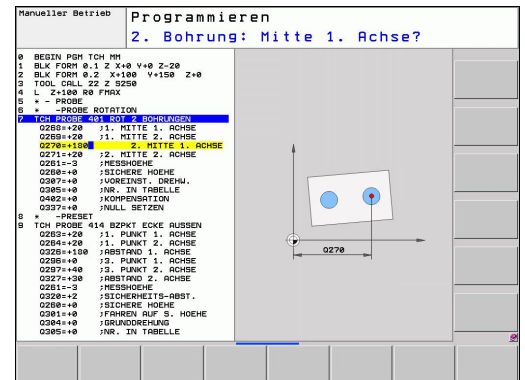 Manueller Betrieb
Programmieren
2. Bohrung: Mitte 1. Achse?
0 BEGIN PGM TCH MM
1 BLK FORM 0.1 Z X+0 Y+0 Z-20
2 BLK FORM 0.2 X+100 Y+150 Z+0
3 TOOL CALL 22 Z S250
4 L Z+100 R0 FMAX
5 * - PROBE
6 * -PROBE ROTATION
7 TCH PROBE 401 ROT 2 BOHRUNGEN
Q268=+20 ;1. MITTE 1. ACHSE
Q269=+20 ;1. MITTE 2. ACHSE
Q270=+180 2. MITTE 1. ACHSE
Q271=+20 ;2. MITTE 2. ACHSE
Q261=-3 ;MESSHOEHE
Q260=+0 ;SICHERE HOEHE
Q307=+0 ;VOREINST. DREHW.
Q305=+0 ;NR. IN TABELLE
Q402=+0 ;KOMPENSATION
Q337=+0 ;NULL SETZEN
8 * -PRESET
9 TCH PROBE 414 BZPKT ECKE AUSSEN
Q263=+20 ;1. PUNKT 1. ACHSE
Q264=+20 ;1. PUNKT 2. ACHSE
Q326=+180 ;ABSTAND 1. ACHSE
Q296=+0 ;3. PUNKT 1. ACHSE
Q297=+40 ;3. PUNKT 2. ACHSE
Q327=+30 ;ABSTAND 2. ACHSE
Q261=-3 ;MESSHOEHE
Q320=+2 ;SICHERHEITS-ABST.
Q260=+0 ;SICHERE HOEHE
Q301=+0 ;FAHREN AUF S. HOEHE
Q304=+0 ;GRUNDDREHUNG
Q305=+0 ;NR. IN TABELLE
Q270